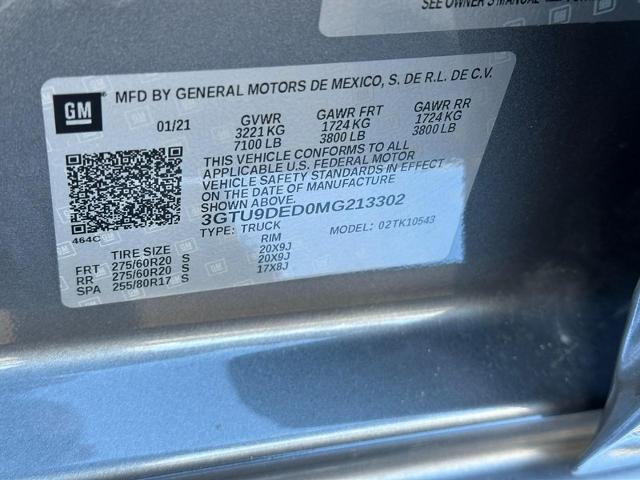 SEE OWNER'S MANUAL
GM
MFD BY GENERAL MOTORS DE MEXICO, S. DE R.L. DE C.V.
01/21 GVWR GAWR FRT GAWR RR
3221 KG 1724 KG 1724 KG
7100 LB 3800 LB 3800 LB
THIS VEHICLE CONFORMS TO ALL
APPLICABLE U.S. FEDERAL MOTOR
VEHICLE SAFETY STANDARDS IN EFFECT
ON THE DATE OF MANUFACTURE
SHOWN ABOVE.
3GTU9DED0MG213302
TYPE: TRUCK MODEL: 02TK10543
464C
TIRE SIZE RIM
FRT 275/60R20 S 20X9J
RR 275/60R20 S 20X9J
SPA 255/80R17 S 17X8J